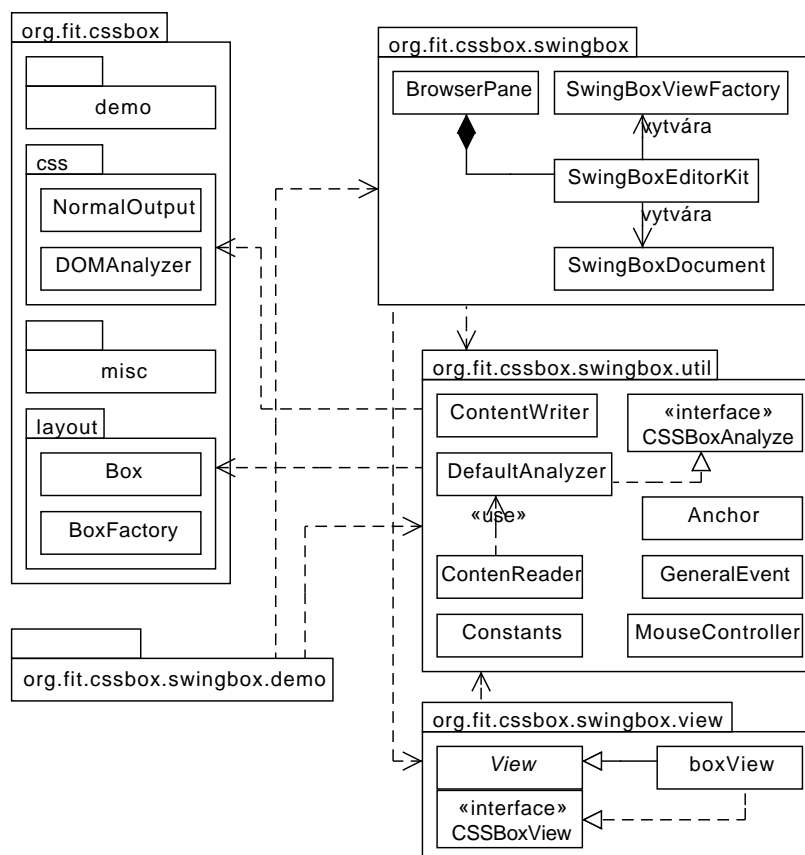 org.fit.cssbox
demo
css
NormalOutput
DOMAnalyzer
misc
layout
Box
BoxFactory
org.fit.cssbox.swingbox.demo
org.fit.cssbox.swingbox
BrowserPane
SwingBoxViewFactory
vytvára
SwingBoxEditorKit
vytvára
SwingBoxDocument
org.fit.cssbox.swingbox.util
ContentWriter
«interface»
CSSBoxAnalyze
DefaultAnalyzer
«use»
Anchor
ContenReader
GeneralEvent
Constants
MouseController
org.fit.cssbox.swingbox.view
View
boxView
«interface»
CSSBoxView